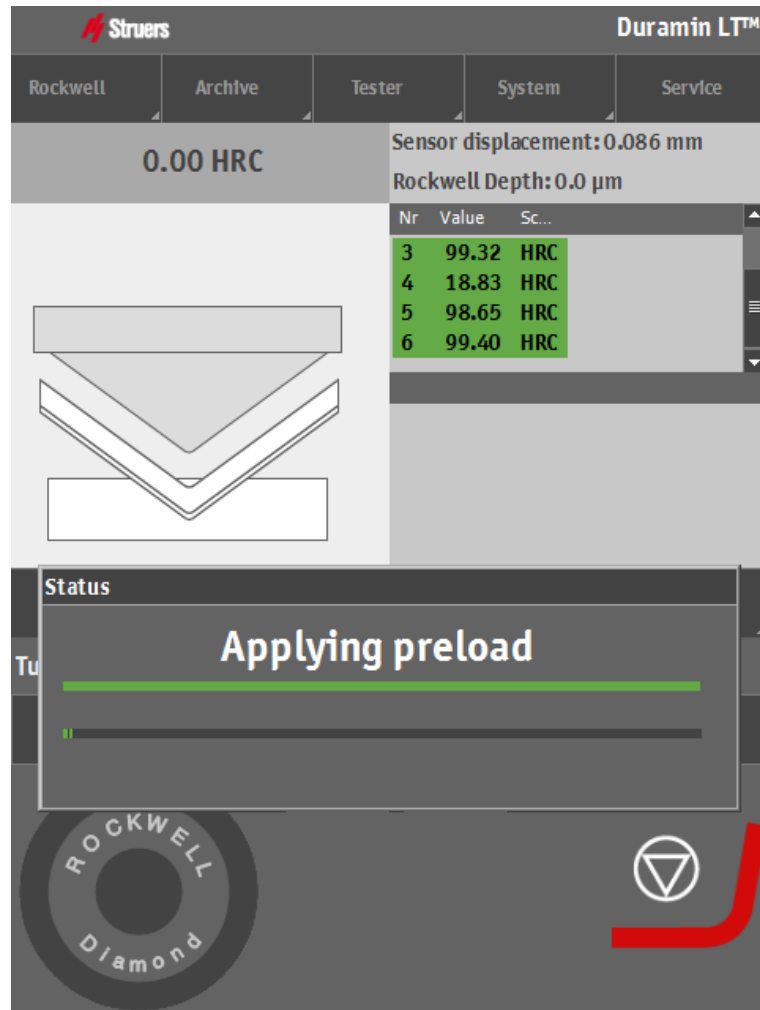 Struers
Duramin LT™
Rockwell Archive Tester System Service
0.00 HRC
Sensor displacement: 0.086 mm
Rockwell Depth: 0.0 µm
Nr Value Sc...
3 99.32 HRC
4 18.83 HRC
5 98.65 HRC
6 99.40 HRC
Status
Applying preload
Tu
ROCKWELL
Diamond